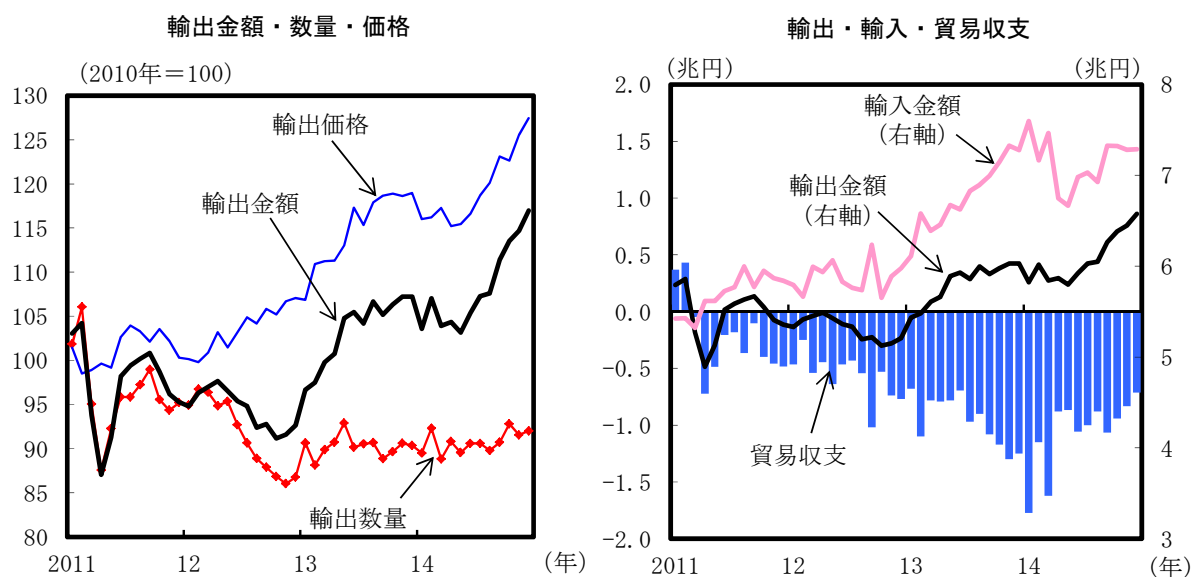 輸出金額・数量・価格
(2010年＝100)
130
125
120
115
110
105
100
95
90
85
80
輸出価格
輸出金額
輸出数量
2011
12
13
14
(年)
輸出・輸入・貿易収支
(兆円)
(兆円)
2.0
1.5
1.0
0.5
0.0
-0.5
-1.0
-1.5
-2.0
輸入金額
(右軸)
輸出金額
(右軸)
貿易収支
8
7
6
5
4
3
2011
12
13
14
(年)